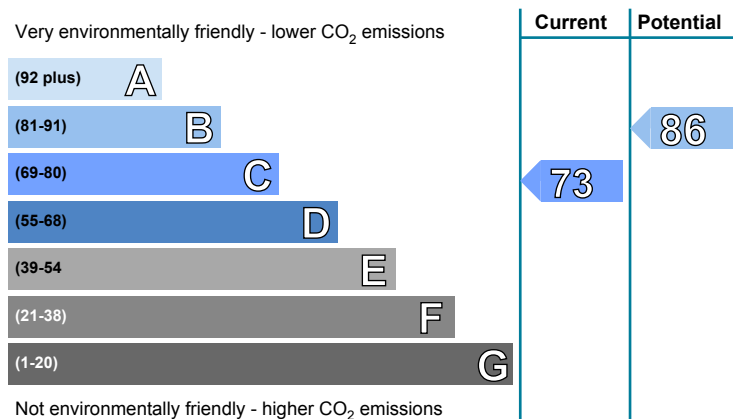 Current Potential
Very environmentally friendly - lower CO2 emissions
(92 plus) A
(81-91) B 86
(69-80) C 73
(55-68) D
(39-54 E
(21-38) F
(1-20) G
Not environmentally friendly - higher CO2 emissions